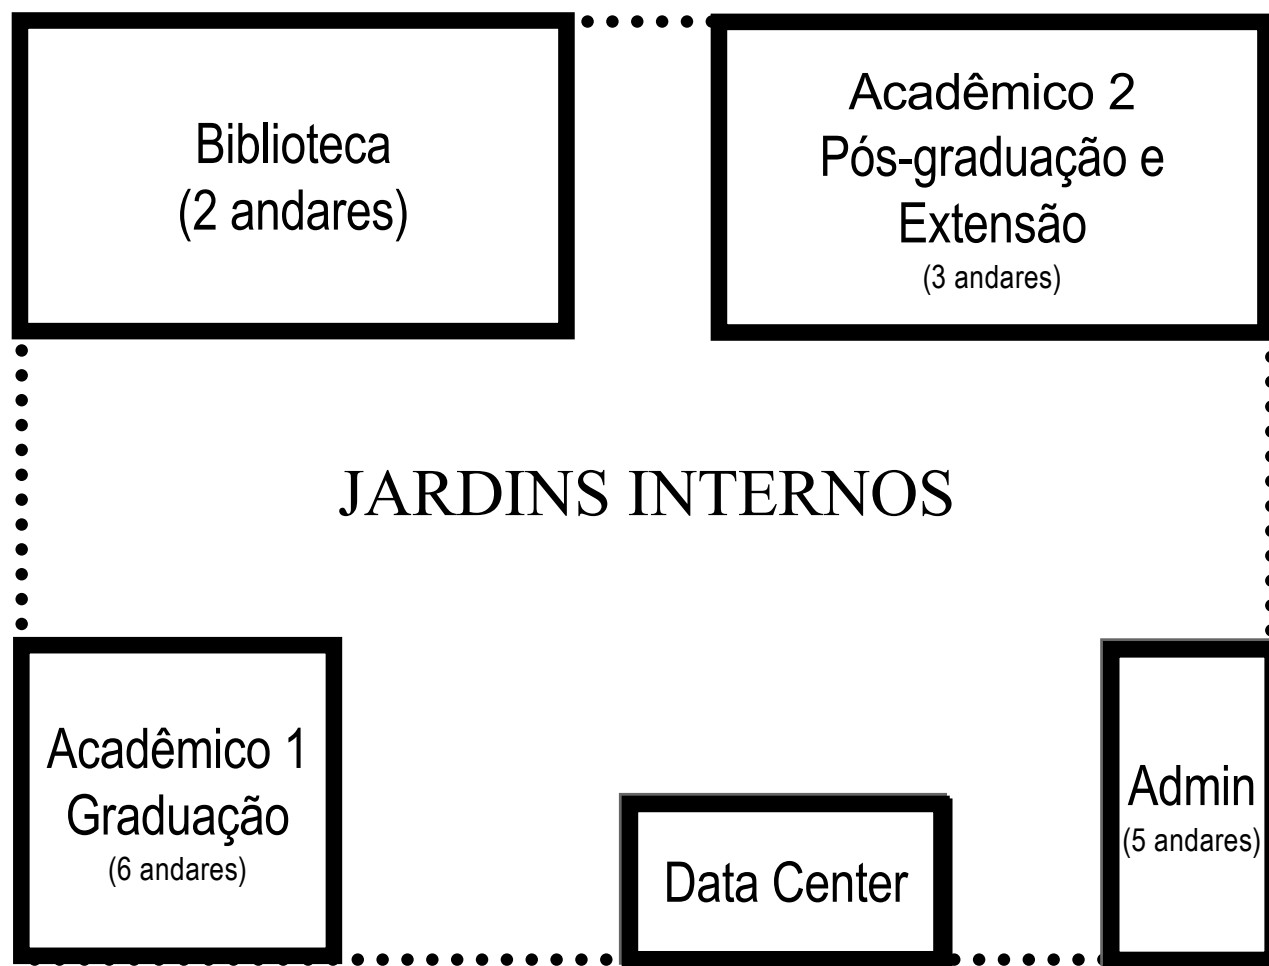 Biblioteca
(2 andares)
Acadêmico 2
Pós-graduação e
Extensão
(3 andares)
JARDINS INTERNOS
Acadêmico 1
Graduação
(6 andares)
Data Center
Admin
(5 andares)